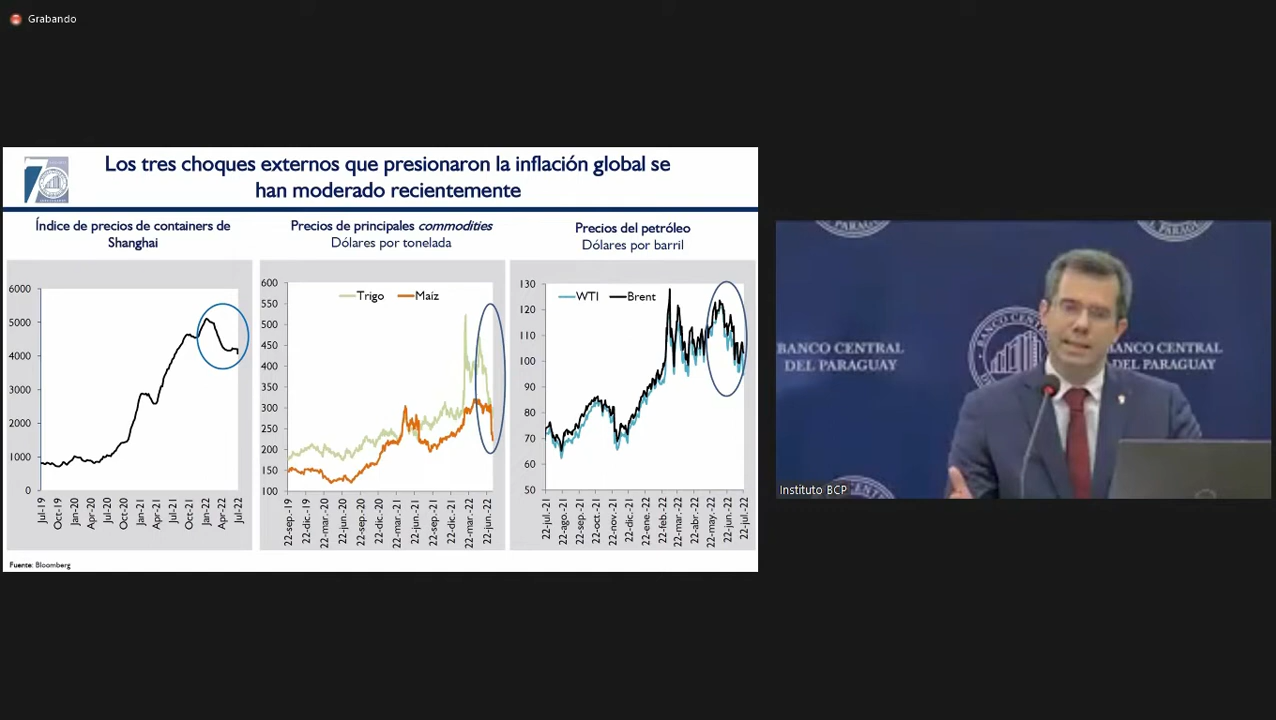 Grabando
Los tres choques externos que presionaron la inflación global se
han moderado recientemente
Índice de precios de containers de
Shanghai
6000
5000
4000
3000
2000
1000
0
Jul-19
Oct-19
Jan-20
Apr-20
Jul-20
Oct-20
Jan-21
Apr-21
Jul-21
Oct-21
Jan-22
Apr-22
Jul-22
Precios de principales commodities
Dólares por tonelada
Trigo
Maíz
600
550
500
450
400
350
300
250
200
150
100
22-sep.-19
22-dic.-19
22-mar.-20
22-jun.-20
22-sep.-20
22-dic.-20
22-mar.-21
22-jun.-21
22-sep.-21
22-dic.-21
22-mar.-22
22-jun.-22
Precios del petróleo
Dólares por barril
WTI
Brent
130
120
110
100
90
80
70
60
50
22-jul.-21
22-ago.-21
22-sep.-21
22-oct.-21
22-nov.-21
22-dic.-21
22-ene.-22
22-feb.-22
22-mar.-22
22-abr.-22
22-may.-22
22-jun.-22
22-jul.-22
Fuente: Bloomberg
BANCO CENTRAL
DEL PARAGUAY
BANCO CENTRAL
DEL PARAGUAY
Instituto BCP